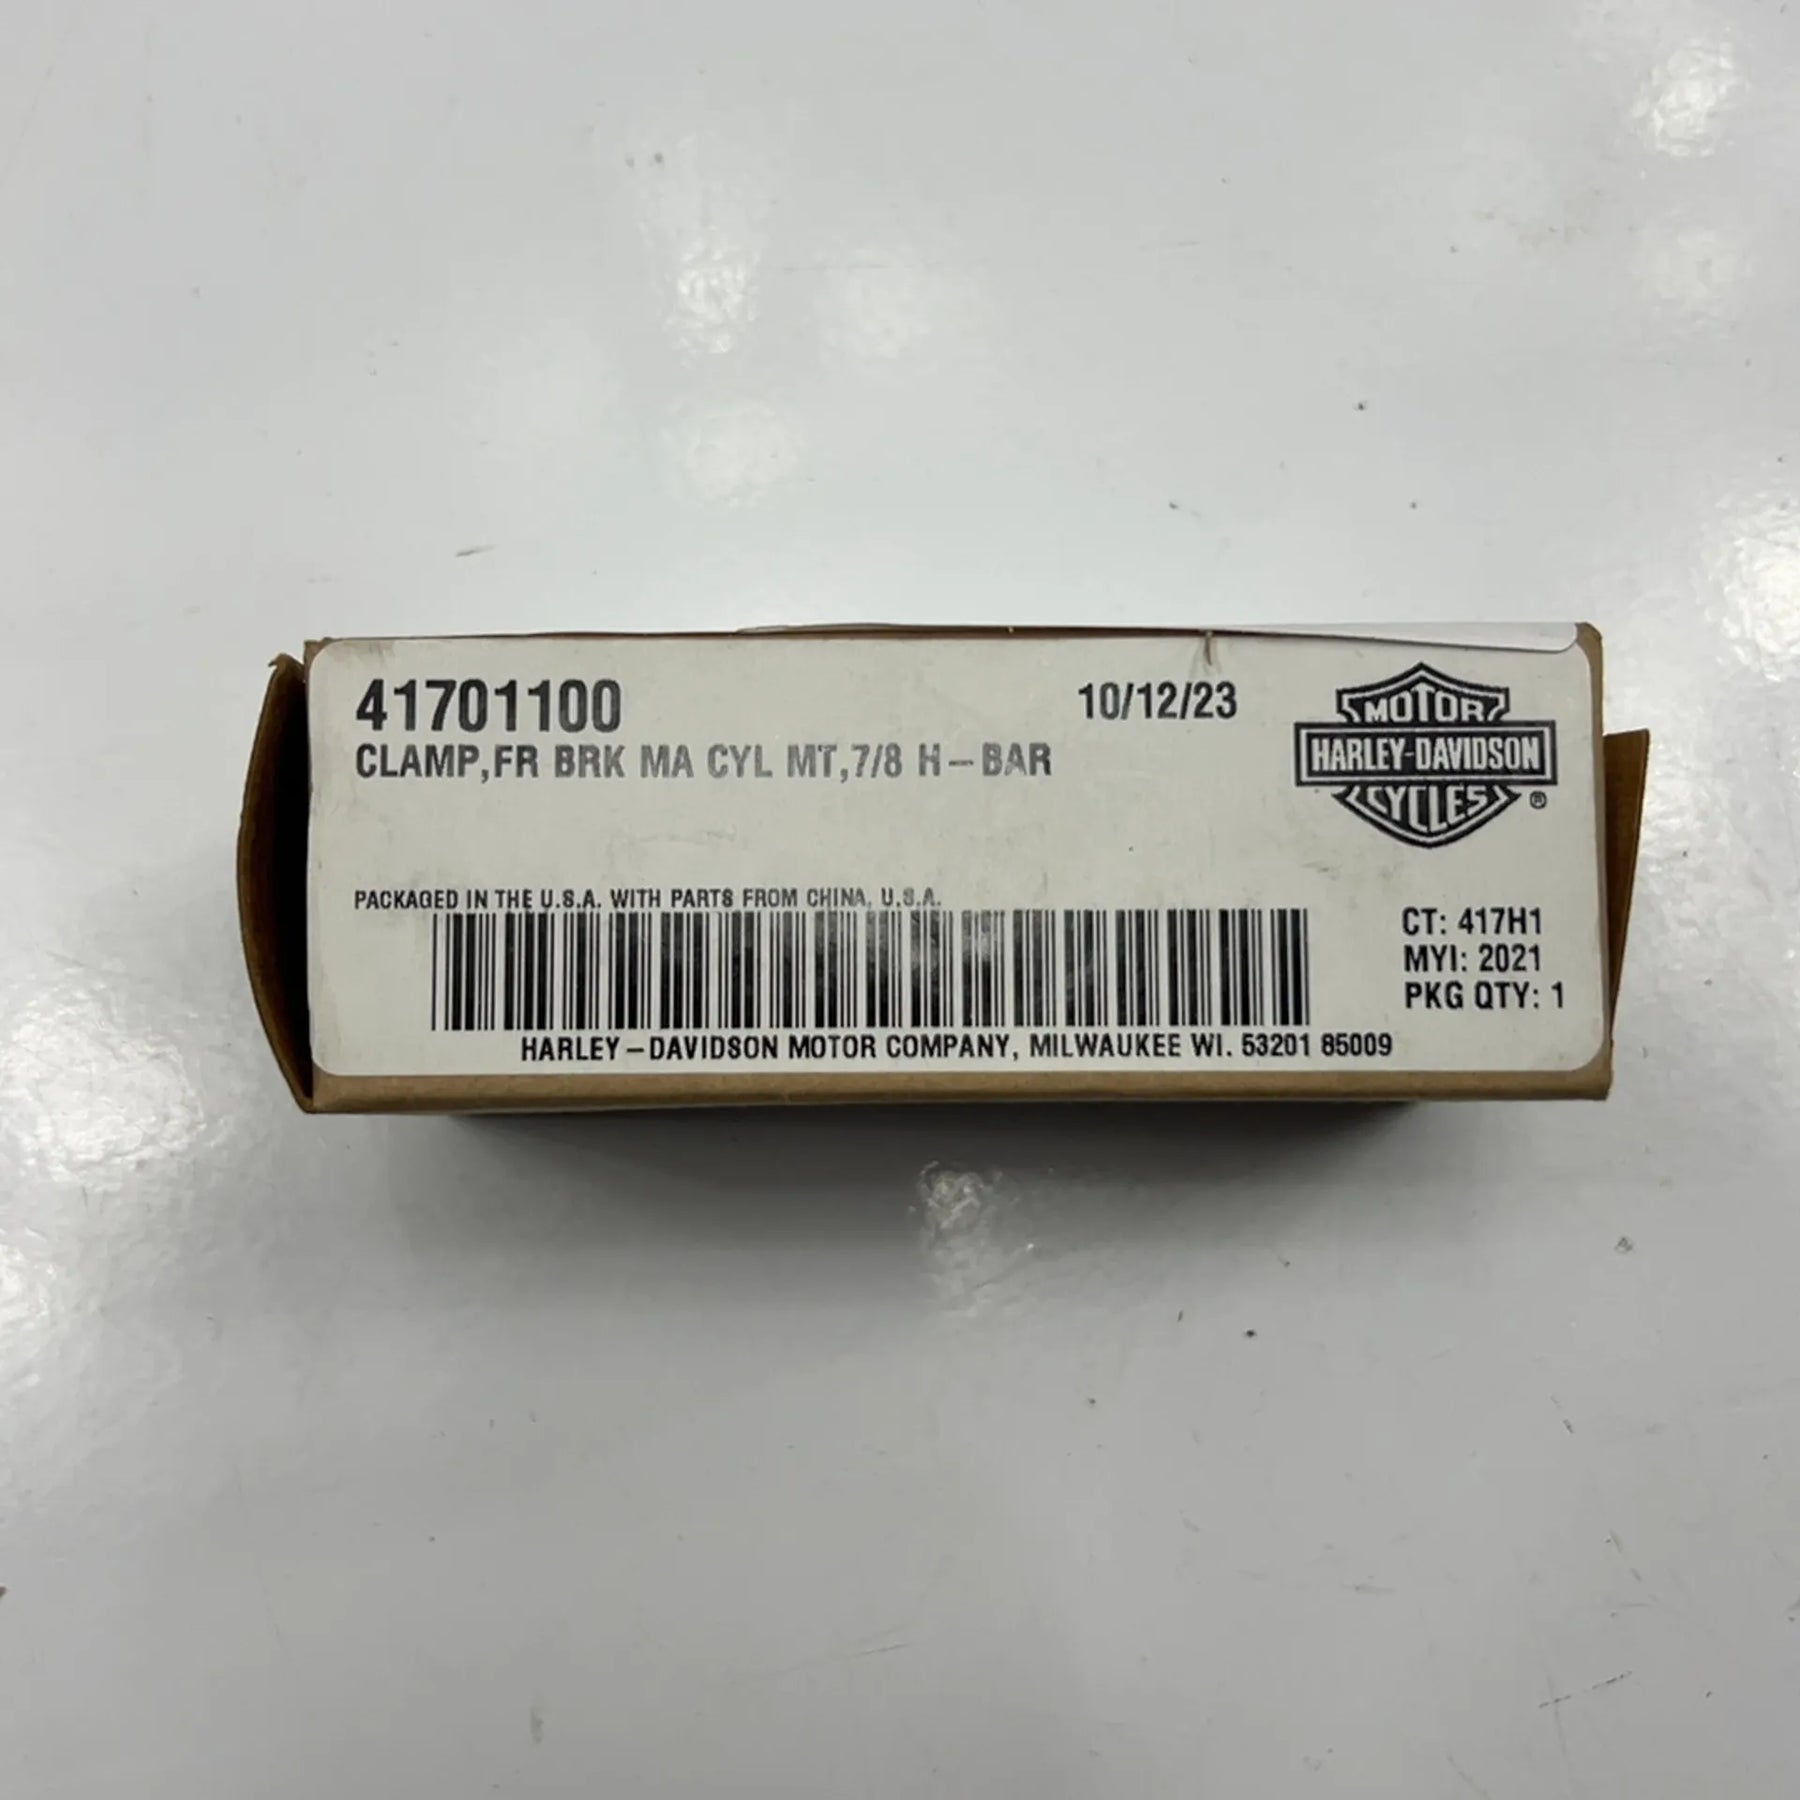 41701100
10/12/23
CLAMP,FR BRK MA CYL MT,7/8 H-BAR
MOTOR
HARLEY-DAVIDSON
CYCLES
®
PACKAGED IN THE U.S.A. WITH PARTS FROM CHINA, U.S.A.
CT: 417H1
MYI: 2021
PKG QTY: 1
HARLEY-DAVIDSON MOTOR COMPANY, MILWAUKEE WI. 53201 85009